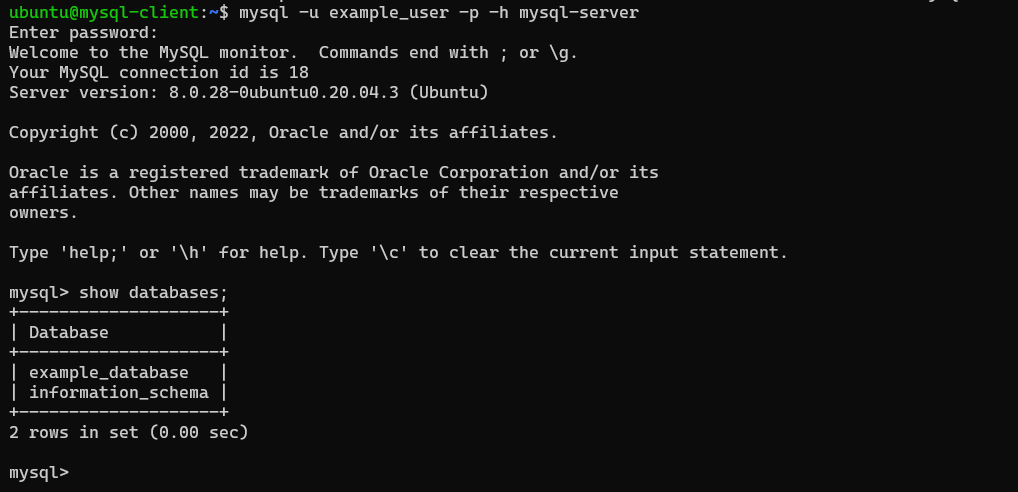 ubuntu@mysql-client:~$ mysql -u example_user -p -h mysql-server
Enter password:
Welcome to the MySQL monitor.  Commands end with ; or \g.
Your MySQL connection id is 18
Server version: 8.0.28-0ubuntu0.20.04.3 (Ubuntu)

Copyright (c) 2000, 2022, Oracle and/or its affiliates.

Oracle is a registered trademark of Oracle Corporation and/or its
affiliates. Other names may be trademarks of their respective
owners.

Type 'help;' or '\h' for help. Type '\c' to clear the current input statement.

mysql> show databases;
+--------------------+
| Database           |
+--------------------+
| example_database   |
| information_schema |
+--------------------+
2 rows in set (0.00 sec)

mysql>